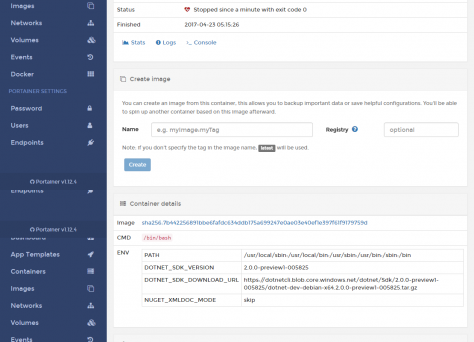 Images
Networks
Volumes
Events
Docker
PORTAINER SETTINGS
Password
Users
Endpoints
Portainer v1.12.4
Endpoints
Portainer v1.12.4
Dashboard
App Templates
Containers
Images
Networks
Volumes
Events
Status Stopped since a minute with exit code 0
Finished 2017-04-23 05:15:26
Stats Logs Console
Create image
You can create an image from this container, this allows you to backup important data or save helpful configurations. You'll be
able to spin up another container based on this image afterward.
Name e.g. myImage:myTag Registry optional
Note: if you don't specify the tag in the image name, latest will be used.
Create
Container details
Image
CMD /bin/bash
ENV PATH /usr/local/sbin:/usr/local/bin:/usr/sbin:/usr/bin:/sbin:/bin
DOTNET_SDK_VERSION 2.0.0-preview1-005825
DOTNET_SDK_DOWNLOAD_URL https://dotnetcli.blob.core.windows.net/dotnet/Sdk/2.0.0-preview1-
005825/dotnet-dev-debian-x64.2.0.0-preview1-005825.tar.gz
NUGET_XMLDOC_MODE skip